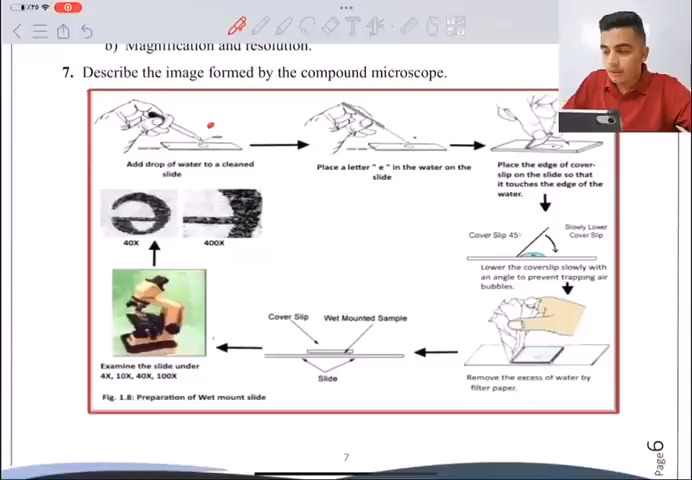 b) Magnification and resolution.
7. Describe the image formed by the compound microscope.
Add drop of water to a cleaned
slide
Place a letter " e " in the water on the
slide
Place the edge of cover-
slip on the slide so that
it touches the edge of the
water.
Cover Slip 45°
Slowly Lower
Cover Slip
Lower the coverslip slowly with
an angle to prevent trapping air
bubbles.
Remove the excess of water by
filter paper.
Cover Slip
Wet Mounted Sample
Slide
40X
400X
Examine the slide under
4X, 10X, 40X, 100X
Fig. 1.8: Preparation of Wet mount slide
7
Page 6